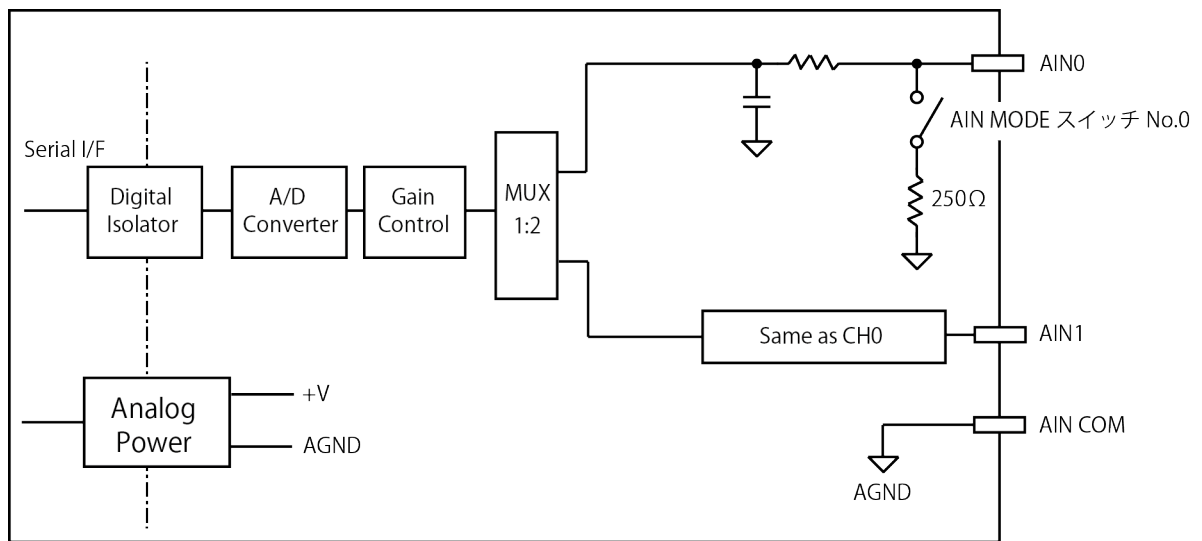 AIN0
AIN MODE スイッチ No.0
Serial I/F
Digital
Isolator
A/D
Converter
Gain
Control
MUX
1:2
250Ω
Same as CH0
AIN1
Analog
Power
+V
AGND
AIN COM
AGND